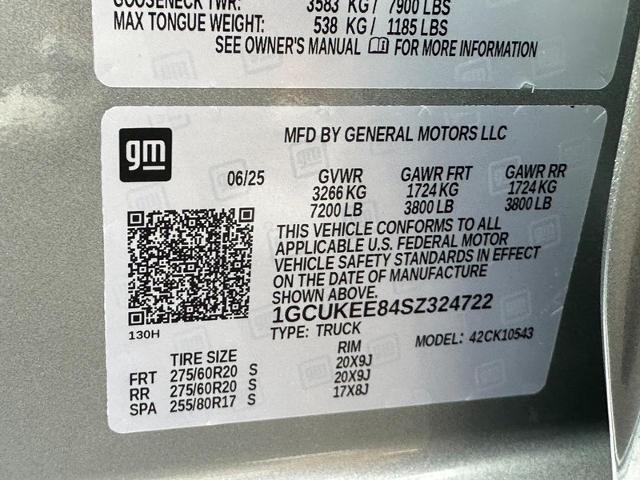 GOOSENECK TWR: 3583 KG / 7900 LBS
MAX TONGUE WEIGHT: 538 KG / 1185 LBS
SEE OWNER'S MANUAL FOR MORE INFORMATION
gm
MFD BY GENERAL MOTORS LLC
06/25 GVWR GAWR FRT GAWR RR
3266 KG 1724 KG 1724 KG
7200 LB 3800 LB 3800 LB
THIS VEHICLE CONFORMS TO ALL
APPLICABLE U.S. FEDERAL MOTOR
VEHICLE SAFETY STANDARDS IN EFFECT
ON THE DATE OF MANUFACTURE
SHOWN ABOVE.
1GCUKEE84SZ324722
130H
TYPE: TRUCK MODEL: 42CK10543
TIRE SIZE RIM
FRT 275/60R20 S 20X9J
RR 275/60R20 S 20X9J
SPA 255/80R17 S 17X8J